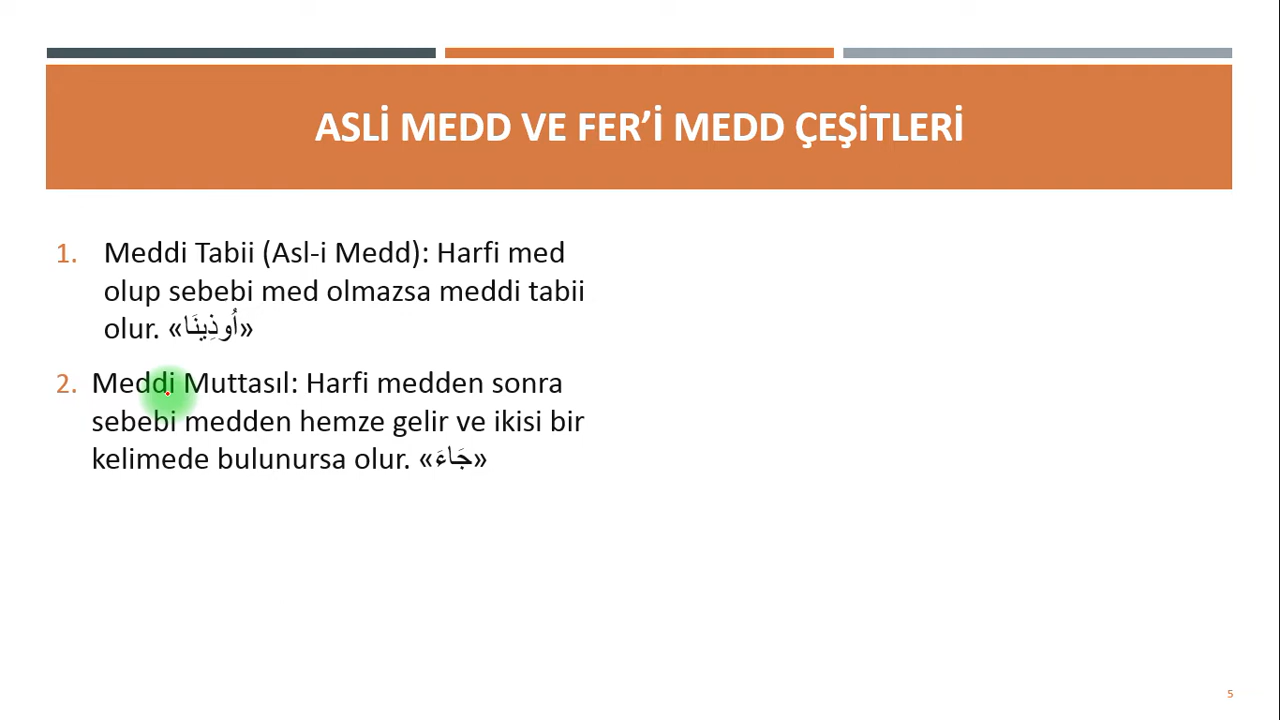 ASLİ MEDD VE FER’İ MEDD ÇEŞİTLERİ
1. Meddi Tabii (Asl-i Medd): Harfi med
olup sebebi med olmazsa meddi tabii
olur. «اُوذِينَا»
2. Meddi Muttasıl: Harfi medden sonra
sebebi medden hemze gelir ve ikisi bir
kelimede bulunursa olur. «جَاءَ»
5